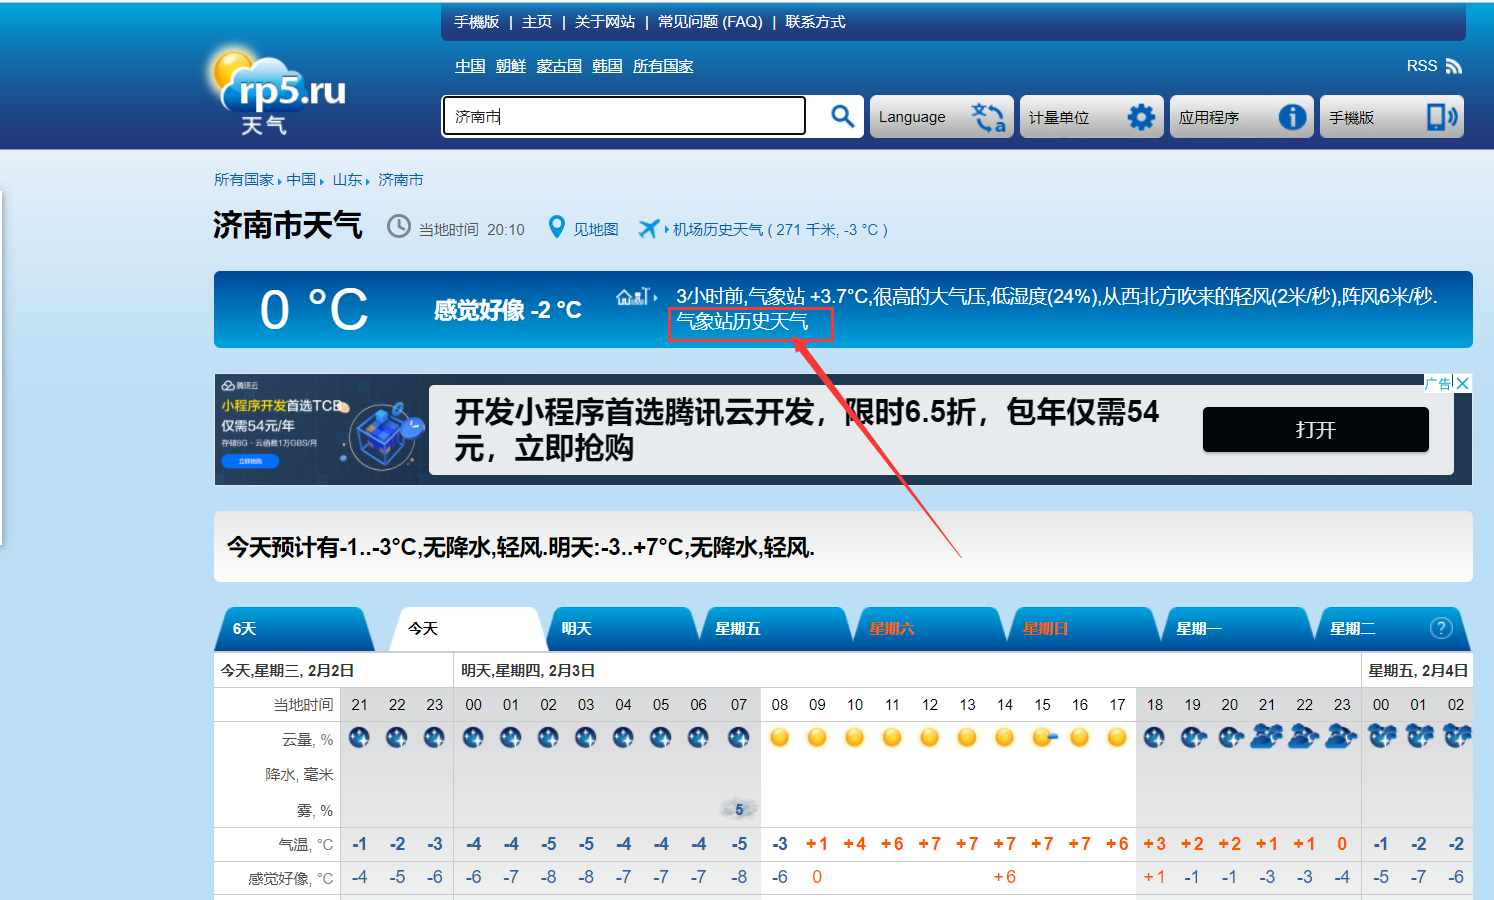 手機版 | 主页 | 关于网站 | 常见问题 (FAQ) | 联系方式
中国 朝鲜 蒙古国 韩国 所有国家
RSS
rp5.ru
天气
济南市
Language 文 a
计量单位
应用程序 i
手機版
所有国家 中国 山东 济南市
济南市天气 当地时间 20:10 见地图 机场历史天气 ( 271 千米, -3 °C )
0 °C 感觉好像 -2 °C
3小时前,气象站 +3.7°C,很高的大气压,低湿度(24%),从西北方吹来的轻风(2米/秒),阵风6米/秒.
气象站历史天气
广告
腾讯云
小程序开发首选TCB
仅需54元/年
存储8G · 云函数1万GBS/月
立即抢购
开发小程序首选腾讯云开发，限时6.5折，包年仅需54
元，立即抢购
打开
今天预计有-1..-3°C,无降水,轻风.明天:-3..+7°C,无降水,轻风.
6天 今天 明天 星期五 星期六 星期日 星期一 星期二 ?
今天,星期三, 2月2日 明天,星期四, 2月3日 星期五, 2月4日
当地时间 21 22 23 00 01 02 03 04 05 06 07 08 09 10 11 12 13 14 15 16 17 18 19 20 21 22 23 00 01 02
云量, %
降水, 毫米
雾, % 5
气温, °C -1 -2 -3 -4 -4 -5 -5 -4 -4 -4 -5 -3 +1 +4 +6 +7 +7 +7 +7 +7 +6 +3 +2 +2 +1 +1 0 -1 -2 -2
感觉好像, °C -4 -5 -6 -6 -7 -8 -8 -7 -7 -7 -8 -6 0 +6 +1 -1 -1 -3 -3 -4 -5 -7 -6